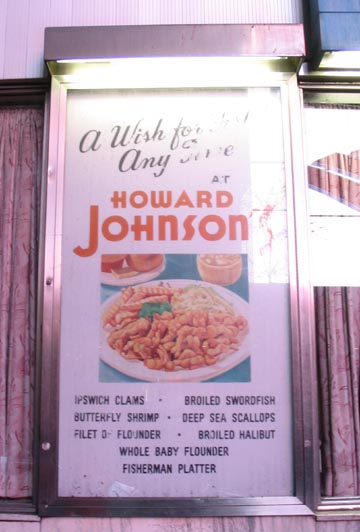 A Wish for
Any
AT
HOWARD
JOHNSON
IPSWICH CLAMS • BROILED SWORDFISH
BUTTERFLY SHRIMP • DEEP SEA SCALLOPS
FILET OF FLOUNDER • BROILED HALIBUT
WHOLE BABY FLOUNDER
FISHERMAN PLATTER